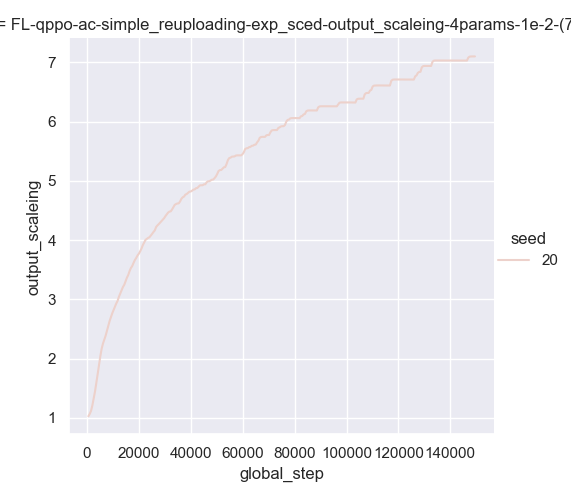 = FL-qppo-ac-simple_reuploading-exp_sced-output_scaleing-4params-1e-2-(7
7
6
5
4
3
2
1
output_scaleing
seed
20
0 20000 40000 60000 80000 100000 120000 140000
global_step